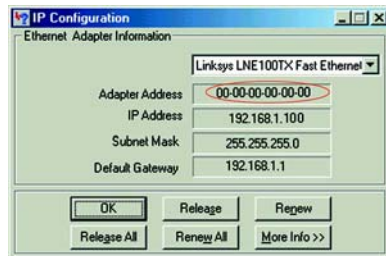 IP Configuration
Ethernet Adapter Information
Linksys LNE100TX Fast Ethernet
Adapter Address 00-00-00-00-00-00
IP Address 192.168.1.100
Subnet Mask 255.255.255.0
Default Gateway 192.168.1.1
OK Release Renew
Release All Renew All More Info >>